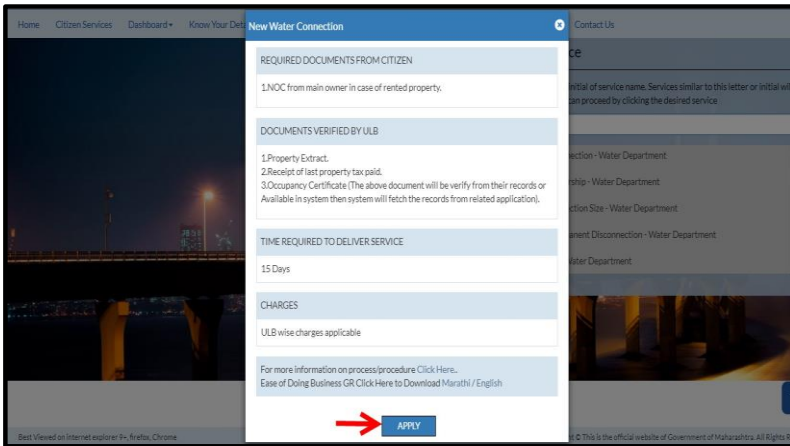 Home Citizen Services Dashboard Know Your
Contact Us
New Water Connection
REQUIRED DOCUMENTS FROM CITIZEN
1.NOC from main owner in case of rented property.
DOCUMENTS VERIFIED BY ULB
1.Property Extract.
2.Receipt of last property tax paid.
3.Occupancy Certificate (The above document will be verify from their records or
Available in system then system will fetch the records from related application).
TIME REQUIRED TO DELIVER SERVICE
15 Days
CHARGES
ULB wise charges applicable
For more information on process/procedure Click Here..
Ease of Doing Business GR Click Here to Download Marathi / English
APPLY
initial of service name. Services similar to this letter or initial
can proceed by clicking the desired service
- Water Department
- Water Department
Size - Water Department
Disconnection - Water Department
Water Department
Best Viewed on internet explorer 9+, firefox, Chrome
© This is the official website of Government of Maharashtra. All Rights